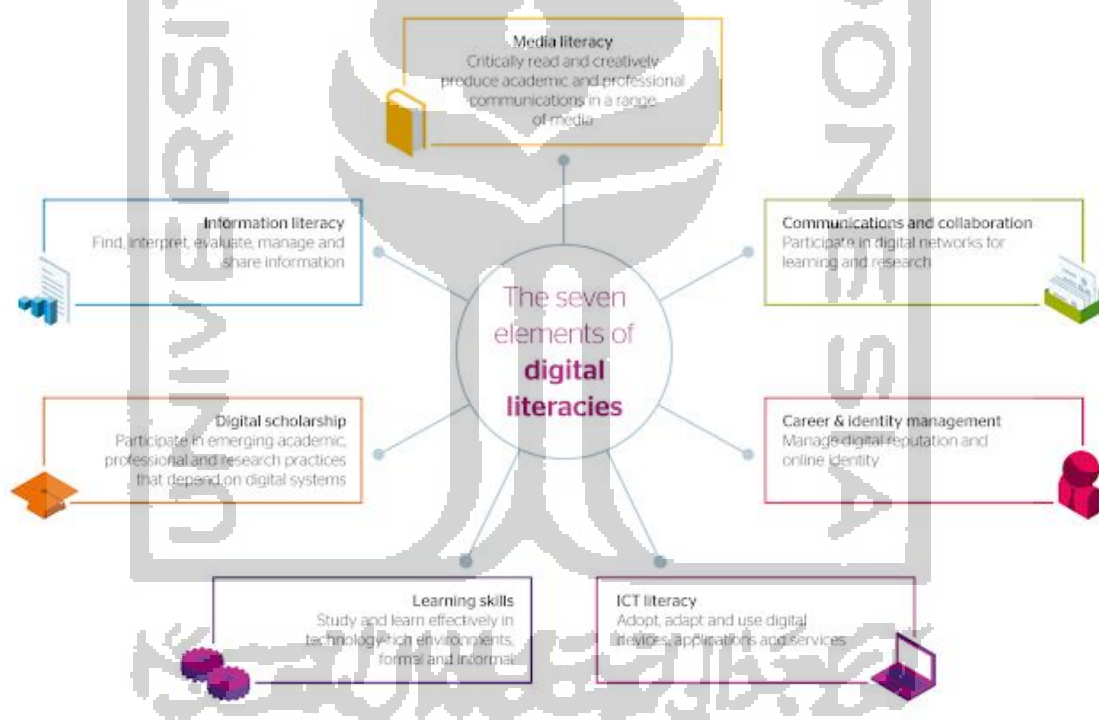 Media literacy
Critically read and creatively
produce academic and professional
communications in a range
of media
Information literacy
Find, interpret, evaluate, manage and
share information
Communications and collaboration
Participate in digital networks for
learning and research
The seven
elements of
digital
literacies
Digital scholarship
Participate in emerging academic,
professional and research practices
that depend on digital systems
Career & identity management
Manage digital reputation and
online identity
Learning skills
Study and learn effectively in
technology-rich environments,
formal and informal
ICT literacy
Adopt, adapt and use digital
devices, applications and services